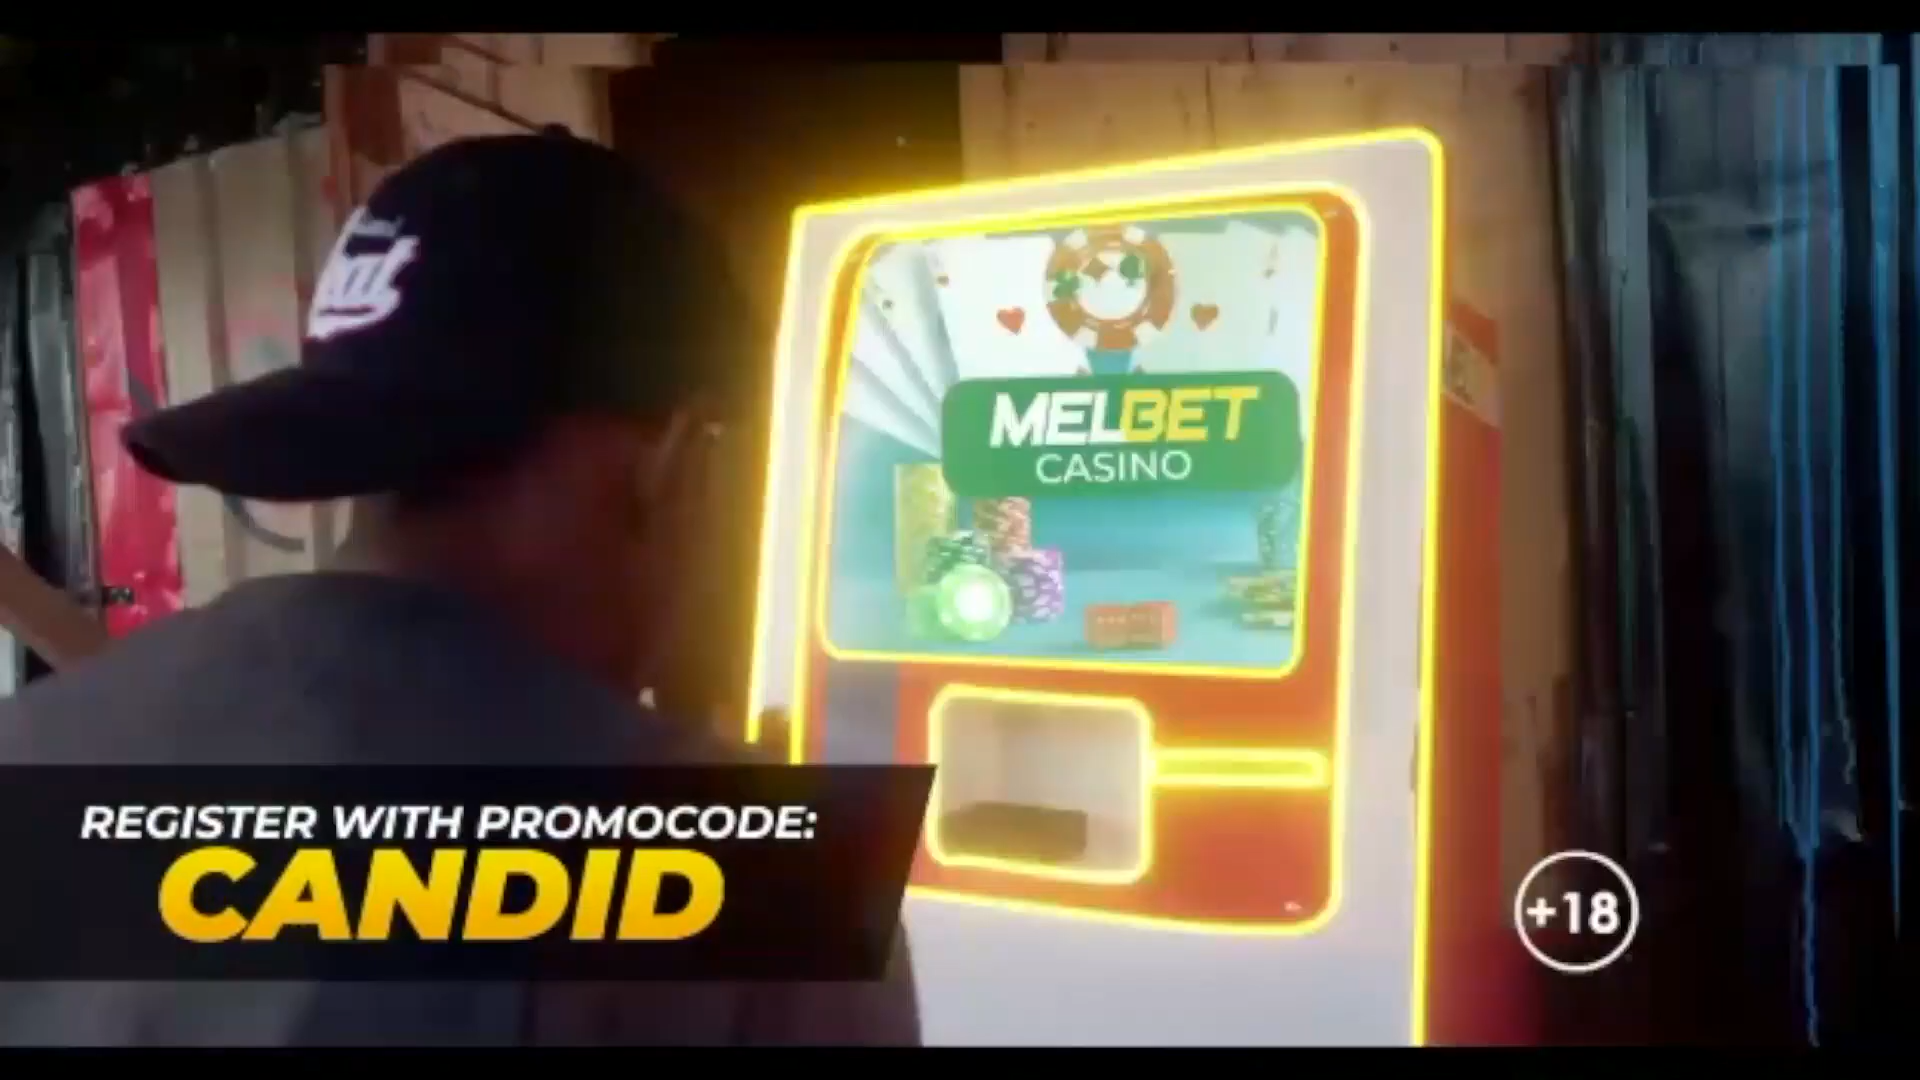 MELBET
CASINO
REGISTER WITH PROMOCODE:
CANDID
+18